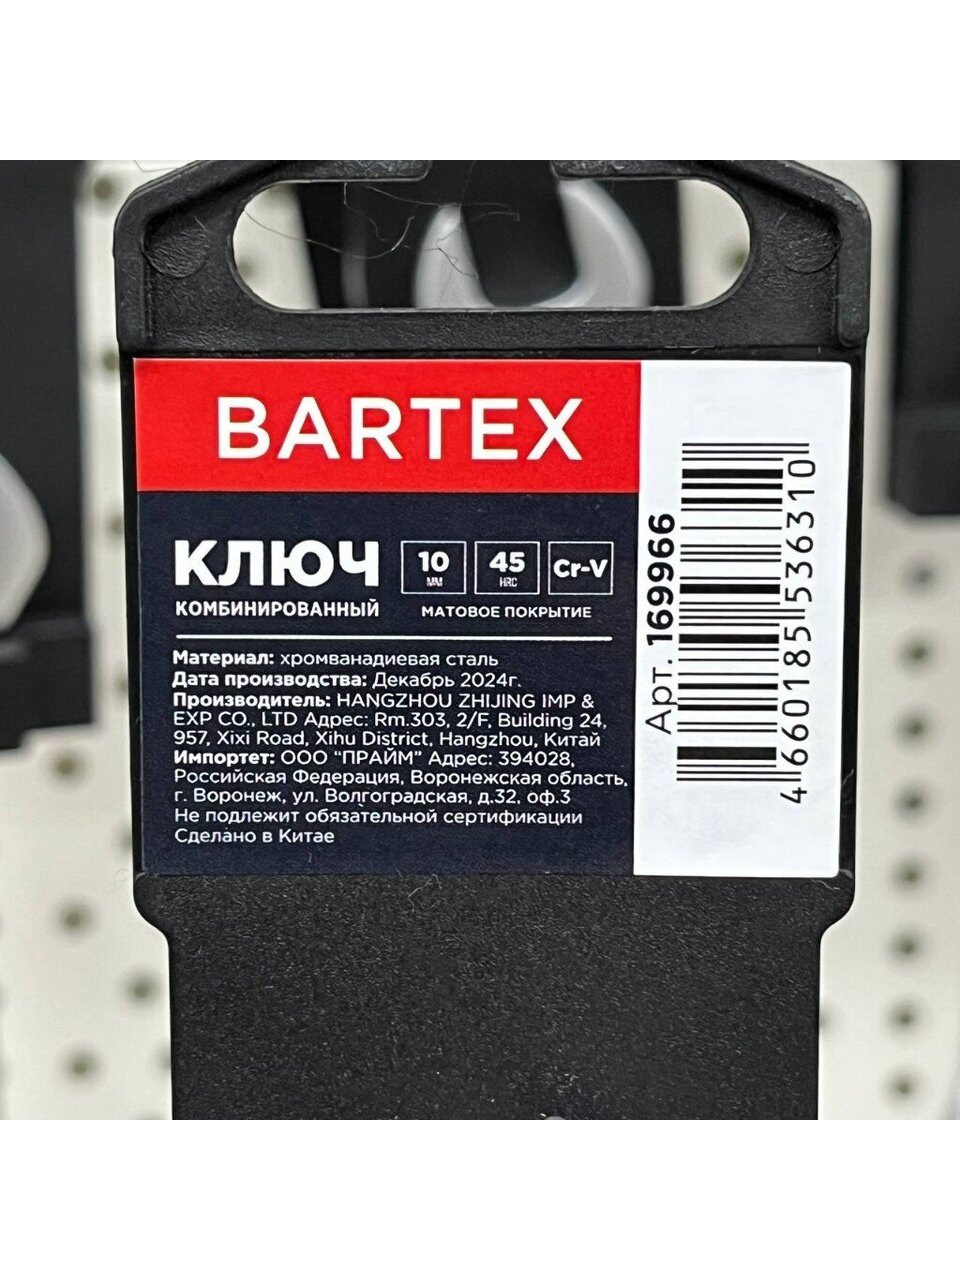 BARTEX
КЛЮЧ
КОМБИНИРОВАННЫЙ
10
ММ
45
HRC
Cr-V
МАТОВОЕ ПОКРЫТИЕ
Материал: хромванадиевая сталь
Дата производства: Декабрь 2024г.
Производитель: HANGZHOU ZHIJING IMP &
EXP CO., LTD Адрес: Rm.303, 2/F, Building 24,
957, Xixi Road, Xihu District, Hangzhou, Китай
Импортет: ООО "ПРАЙМ" Адрес: 394028,
Российская Федерация, Воронежская область,
г. Воронеж, ул. Волгоградская, д.32, оф.3
Не подлежит обязательной сертификации
Сделано в Китае
Арт. 1699966
4 660185 536310